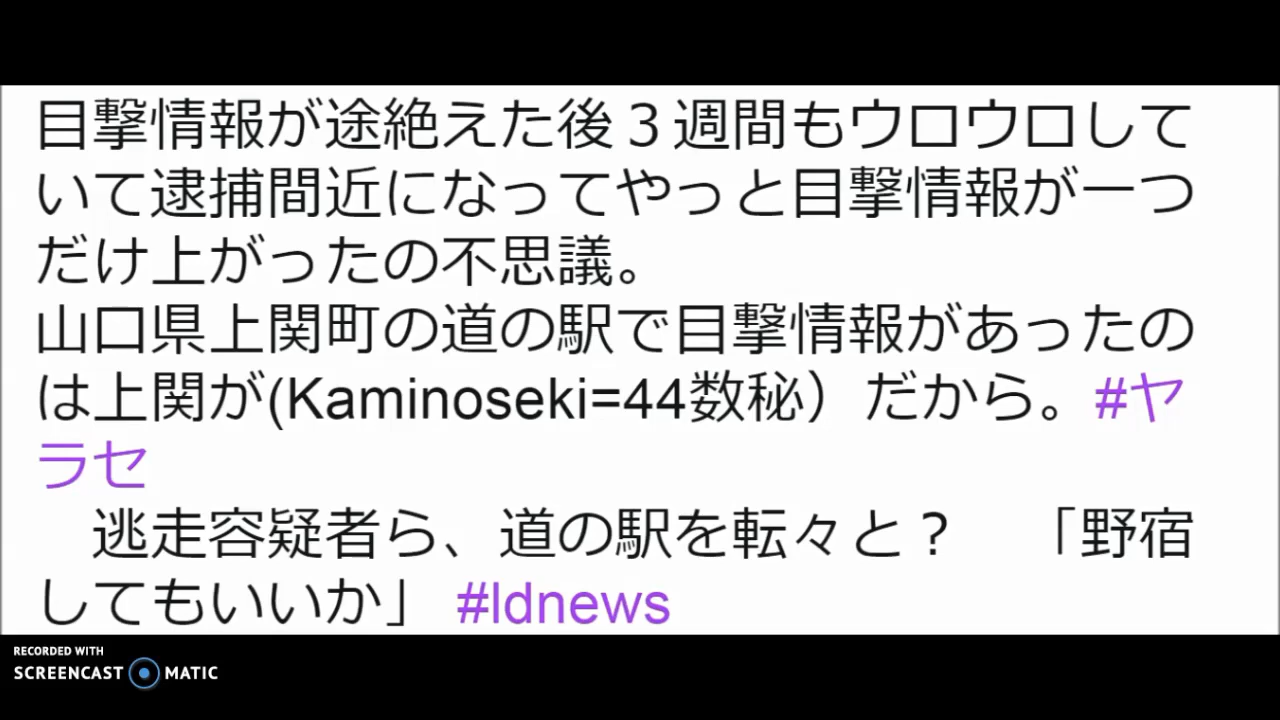 目撃情報が途絶えた後３週間もウロウロして
いて逮捕間近になってやっと目撃情報が一つ
だけ上がったの不思議。
山口県上関町の道の駅で目撃情報があったの
は上関が(Kaminoseki=44数秘）だから。#ヤ
ラセ
　逃走容疑者ら、道の駅を転々と？　「野宿
してもいいか」 #ldnews
RECORDED WITH
SCREENCAST MATIC